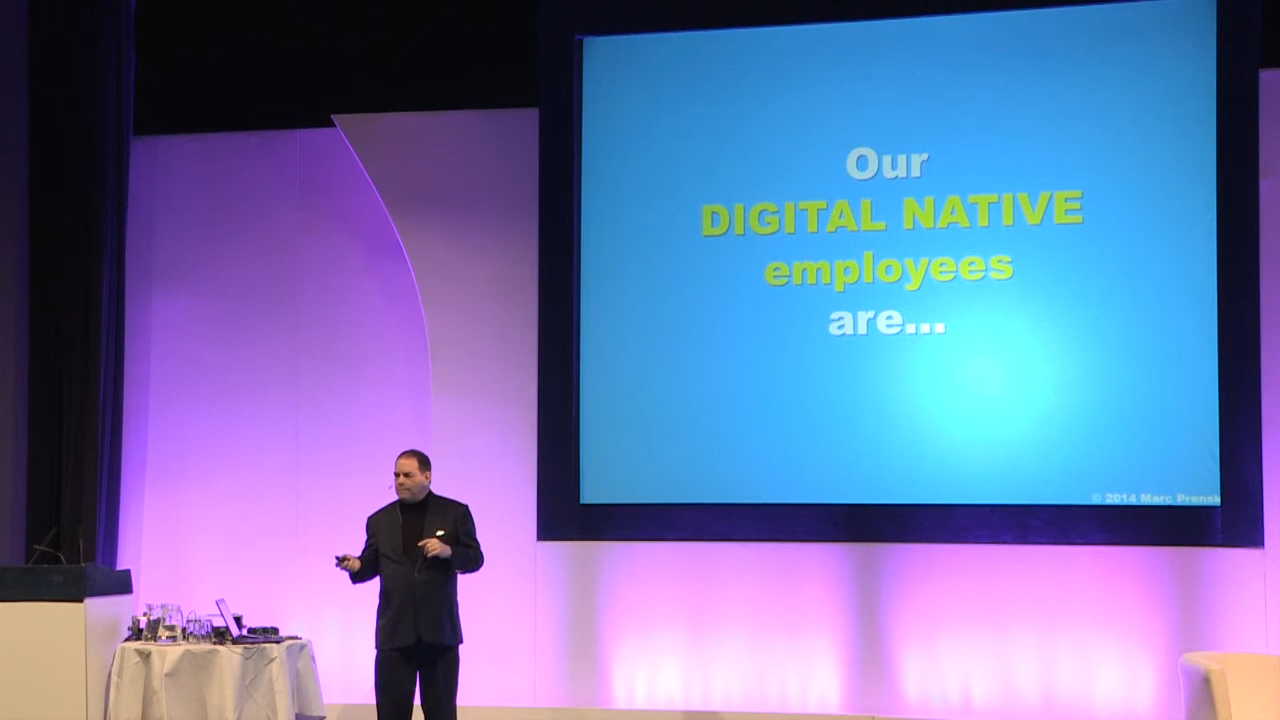 Our
DIGITAL NATIVE
employees
are...
© 2014 Marc Prensk